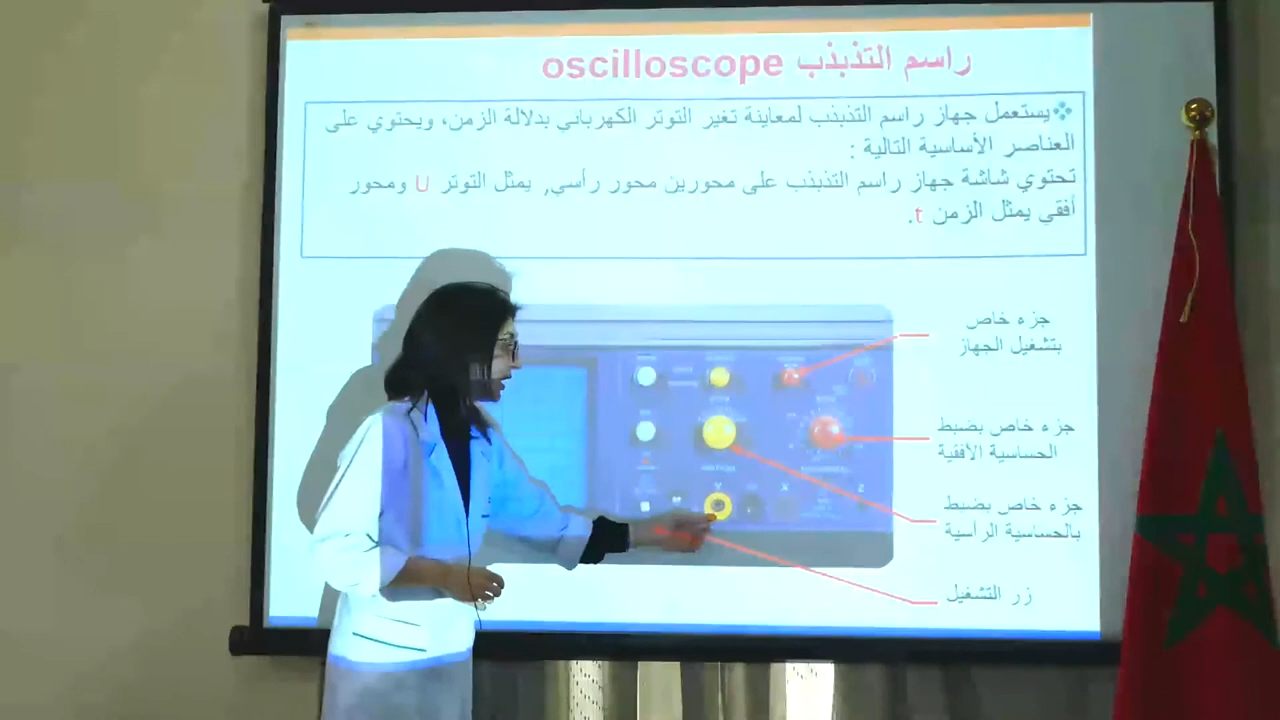 راسم التذبذب oscilloscope
❖يستعمل جهاز راسم التذبذب لمعاينة تغير التوتر الكهربائي بدلالة الزمن، ويحتوي على
العناصر الأساسية التالية :
تحتوي شاشة جهاز راسم التذبذب على محورين محور رأسي, يمثل التوتر U ومحور
أفقي يمثل الزمن t.
جزء خاص
بتشغيل الجهاز
جزء خاص بضبط
الحساسية الأفقية
جزء خاص بضبط
بالحساسية الرأسية
زر التشغيل
Y
X